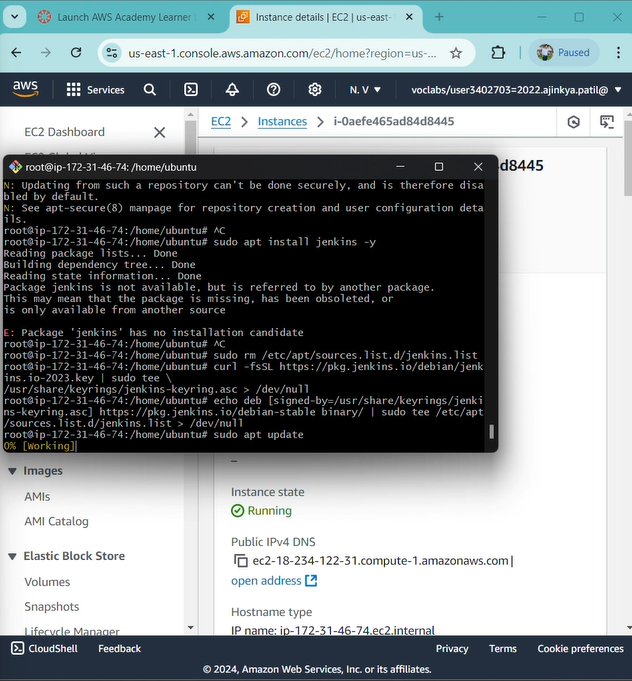 Launch AWS Academy Learner
Instance details | EC2 | us-east-
us-east-1.console.aws.amazon.com/ec2/home?region=us-...
Paused
aws
Services
N. V
voclabs/user3402703=2022.ajinkya.patil@
EC2 Dashboard
EC2 > Instances > i-0aefe465ad84d8445
d8445
root@ip-172-31-46-74: /home/ubuntu
N: Updating from such a repository can't be done securely, and is therefore disa
bled by default.
N: See apt-secure(8) manpage for repository creation and user configuration deta
ils.
root@ip-172-31-46-74:/home/ubuntu# ^C
root@ip-172-31-46-74:/home/ubuntu# sudo apt install jenkins -y
Reading package lists... Done
Building dependency tree... Done
Reading state information... Done
Package jenkins is not available, but is referred to by another package.
This may mean that the package is missing, has been obsoleted, or
is only available from another source
E: Package 'jenkins' has no installation candidate
root@ip-172-31-46-74:/home/ubuntu# ^C
root@ip-172-31-46-74:/home/ubuntu# sudo rm /etc/apt/sources.list.d/jenkins.list
root@ip-172-31-46-74:/home/ubuntu# curl -fsSL https://pkg.jenkins.io/debian/jenk
ins.io-2023.key | sudo tee \
/usr/share/keyrings/jenkins-keyring.asc > /dev/null
root@ip-172-31-46-74:/home/ubuntu# echo deb [signed-by=/usr/share/keyrings/jenki
ns-keyring.asc] https://pkg.jenkins.io/debian-stable binary/ | sudo tee /etc/apt
/sources.list.d/jenkins.list > /dev/null
root@ip-172-31-46-74:/home/ubuntu# sudo apt update
0% [Working]
Images
AMIs
AMI Catalog
Elastic Block Store
Volumes
Snapshots
Lifecycle Manager
–
Instance state
Running
Public IPv4 DNS
ec2-18-234-122-31.compute-1.amazonaws.com |
open address
Hostname type
IP name: ip-172-31-46-74.ec2.internal
CloudShell
Feedback
Privacy
Terms
Cookie preferences
© 2024, Amazon Web Services, Inc. or its affiliates.